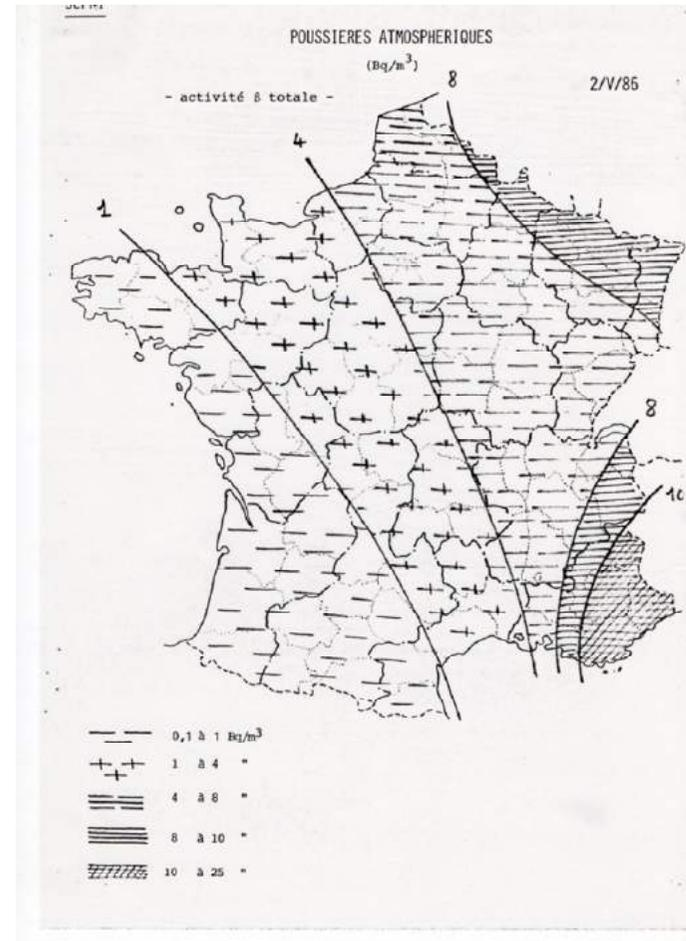 POUSSIERES ATMOSPHERIQUES
(Bq/m³)
2/V/86
- activité β totale -
8
4
1
8
10
0,1 à 1 Bq/m³
1 à 4 "
4 à 8 "
8 à 10 "
10 à 25 "